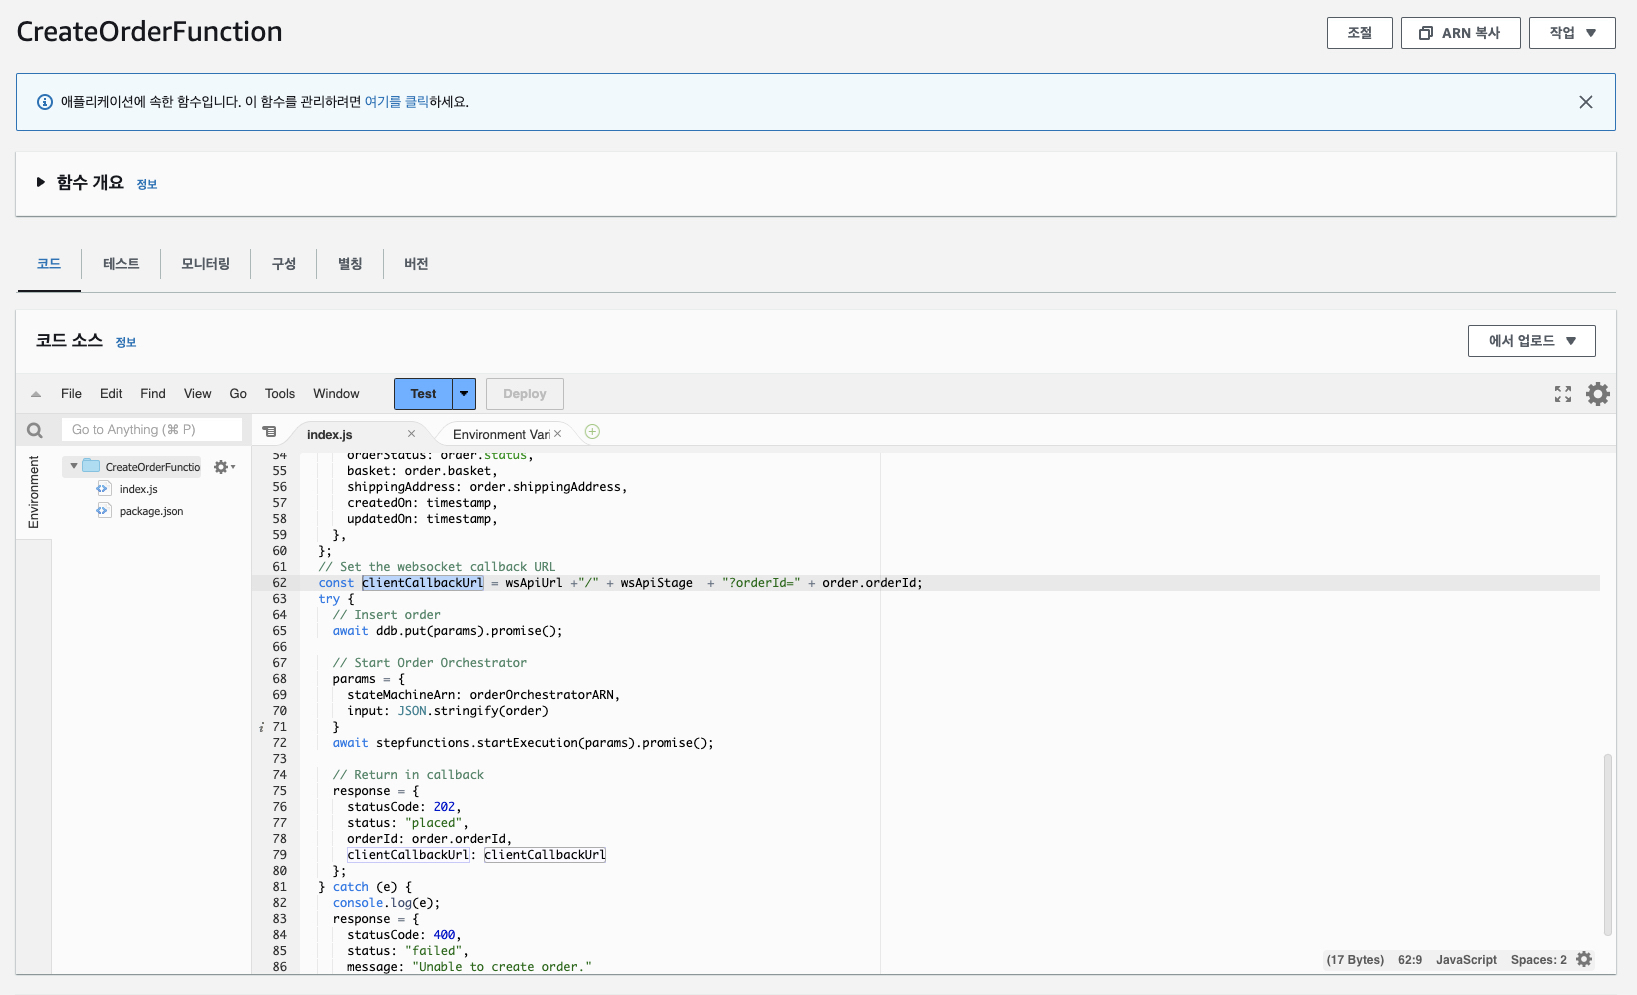 CreateOrderFunction
조절
ARN 복사
작업
애플리케이션에 속한 함수입니다. 이 함수를 관리하려면 여기를 클릭하세요.
함수 개요 정보
코드 테스트 모니터링 구성 별칭 버전
코드 소스 정보
에서 업로드
File Edit Find View Go Tools Window Test Deploy
Go to Anything (⌘ P)
index.js
Environment Vari
Environment
CreateOrderFunctio
index.js
package.json
54 orderStatus: order.status,
55 basket: order.basket,
56 shippingAddress: order.shippingAddress,
57 createdOn: timestamp,
58 updatedOn: timestamp,
59 },
60 };
61 // Set the websocket callback URL
62 const clientCallbackUrl = wsApiUrl +"/" + wsApiStage  + "?orderId=" + order.orderId;
63 try {
64 // Insert order
65 await ddb.put(params).promise();
66
67 // Start Order Orchestrator
68 params = {
69 stateMachineArn: orderOrchestratorARN,
70 input: JSON.stringify(order)
i 71 }
72 await stepfunctions.startExecution(params).promise();
73
74 // Return in callback
75 response = {
76 statusCode: 202,
77 status: "placed",
78 orderId: order.orderId,
79 clientCallbackUrl: clientCallbackUrl
80 };
81 } catch (e) {
82 console.log(e);
83 response = {
84 statusCode: 400,
85 status: "failed",
86 message: "Unable to create order."
(17 Bytes) 62:9 JavaScript Spaces: 2